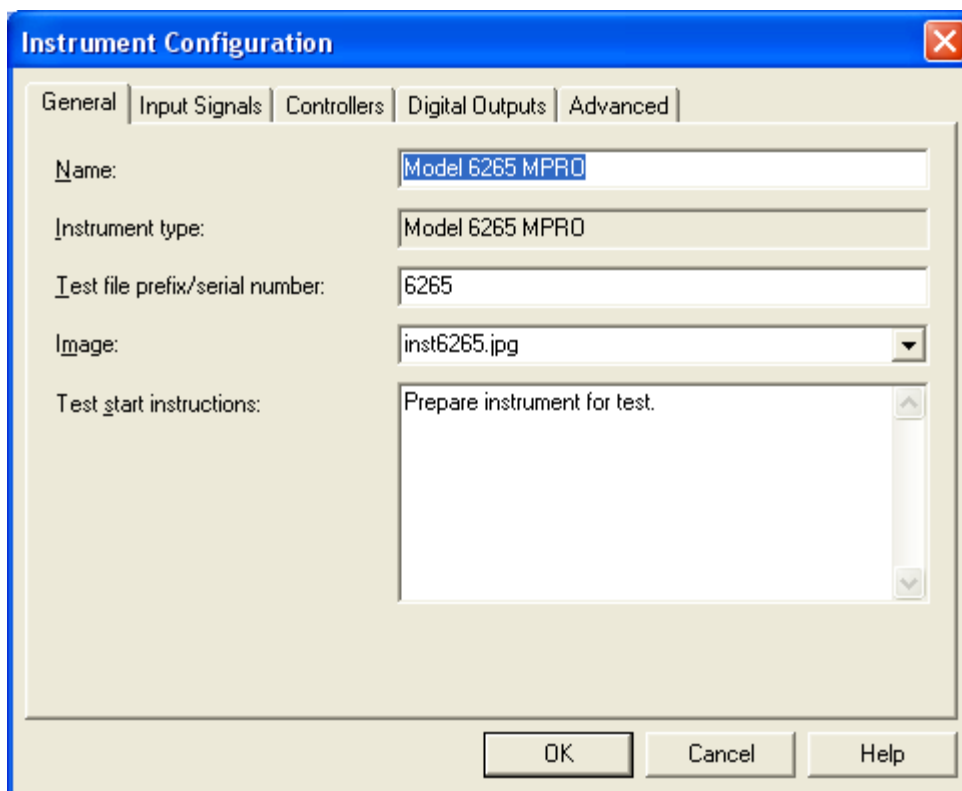 Instrument Configuration
General Input Signals Controllers Digital Outputs Advanced
Name: Model 6265 MPRO
Instrument type: Model 6265 MPRO
Test file prefix/serial number: 6265
Image: inst6265.jpg
Test start instructions: Prepare instrument for test.
OK Cancel Help